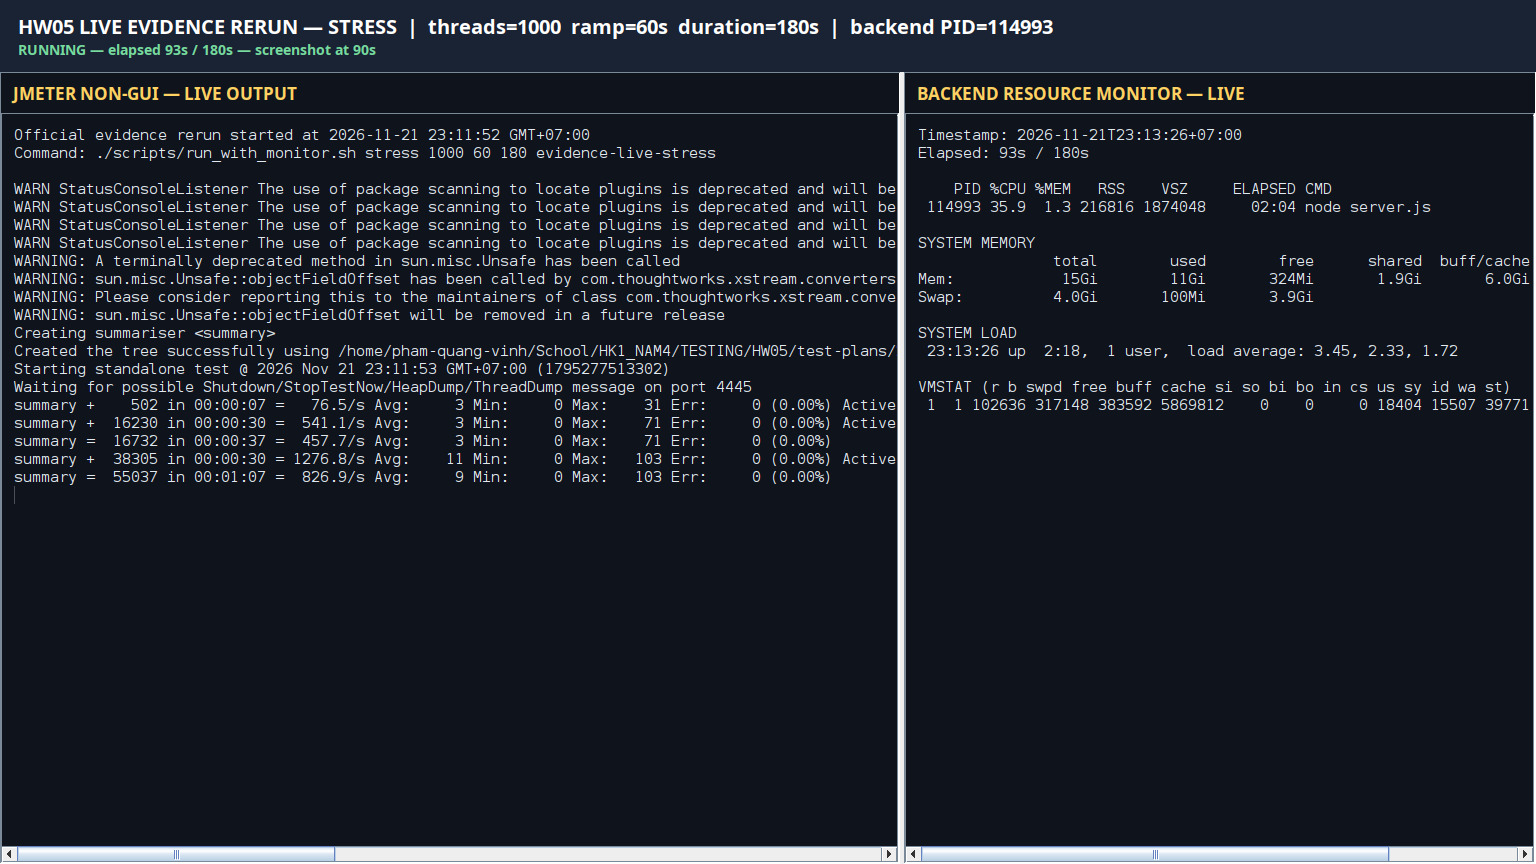 HW05 LIVE EVIDENCE RERUN — STRESS | threads=1000 ramp=60s duration=180s | backend PID=114993
RUNNING — elapsed 93s / 180s — screenshot at 90s
JMETER NON-GUI — LIVE OUTPUT
Official evidence rerun started at 2026-11-21 23:11:52 GMT+07:00
Command: ./scripts/run_with_monitor.sh stress 1000 60 180 evidence-live-stress
WARN StatusConsoleListener The use of package scanning to locate plugins is deprecated and will be
WARN StatusConsoleListener The use of package scanning to locate plugins is deprecated and will be
WARN StatusConsoleListener The use of package scanning to locate plugins is deprecated and will be
WARN StatusConsoleListener The use of package scanning to locate plugins is deprecated and will be
WARNING: A terminally deprecated method in sun.misc.Unsafe has been called
WARNING: sun.misc.Unsafe::objectFieldOffset has been called by com.thoughtworks.xstream.converters
WARNING: Please consider reporting this to the maintainers of class com.thoughtworks.xstream.conve
WARNING: sun.misc.Unsafe::objectFieldOffset will be removed in a future release
Creating summariser <summary>
Created the tree successfully using /home/pham-quang-vinh/School/HK1_NAM4/TESTING/HW05/test-plans/
Starting standalone test @ 2026 Nov 21 23:11:53 GMT+07:00 (1795277513302)
Waiting for possible Shutdown/StopTestNow/HeapDump/ThreadDump message on port 4445
summary +    502 in 00:00:07 =   76.5/s Avg:     3 Min:     0 Max:    31 Err:     0 (0.00%) Active
summary +  16230 in 00:00:30 =  541.1/s Avg:     3 Min:     0 Max:    71 Err:     0 (0.00%) Active
summary =  16732 in 00:00:37 =  457.7/s Avg:     3 Min:     0 Max:    71 Err:     0 (0.00%)
summary +  38305 in 00:00:30 = 1276.8/s Avg:    11 Min:     0 Max:   103 Err:     0 (0.00%) Active
summary =  55037 in 00:01:07 =  826.9/s Avg:     9 Min:     0 Max:   103 Err:     0 (0.00%)
BACKEND RESOURCE MONITOR — LIVE
Timestamp: 2026-11-21T23:13:26+07:00
Elapsed: 93s / 180s
PID %CPU %MEM   RSS    VSZ     ELAPSED CMD
114993 35.9  1.3 216816 1874048     02:04 node server.js
SYSTEM MEMORY
total        used        free      shared  buff/cache
Mem:            15Gi        11Gi       324Mi       1.9Gi       6.0Gi
Swap:          4.0Gi       100Mi       3.9Gi
SYSTEM LOAD
23:13:26 up  2:18,  1 user,  load average: 3.45, 2.33, 1.72
VMSTAT (r b swpd free buff cache si so bi bo in cs us sy id wa st)
1  1 102636 317148 383592 5869812    0    0     0 18404 15507 39771